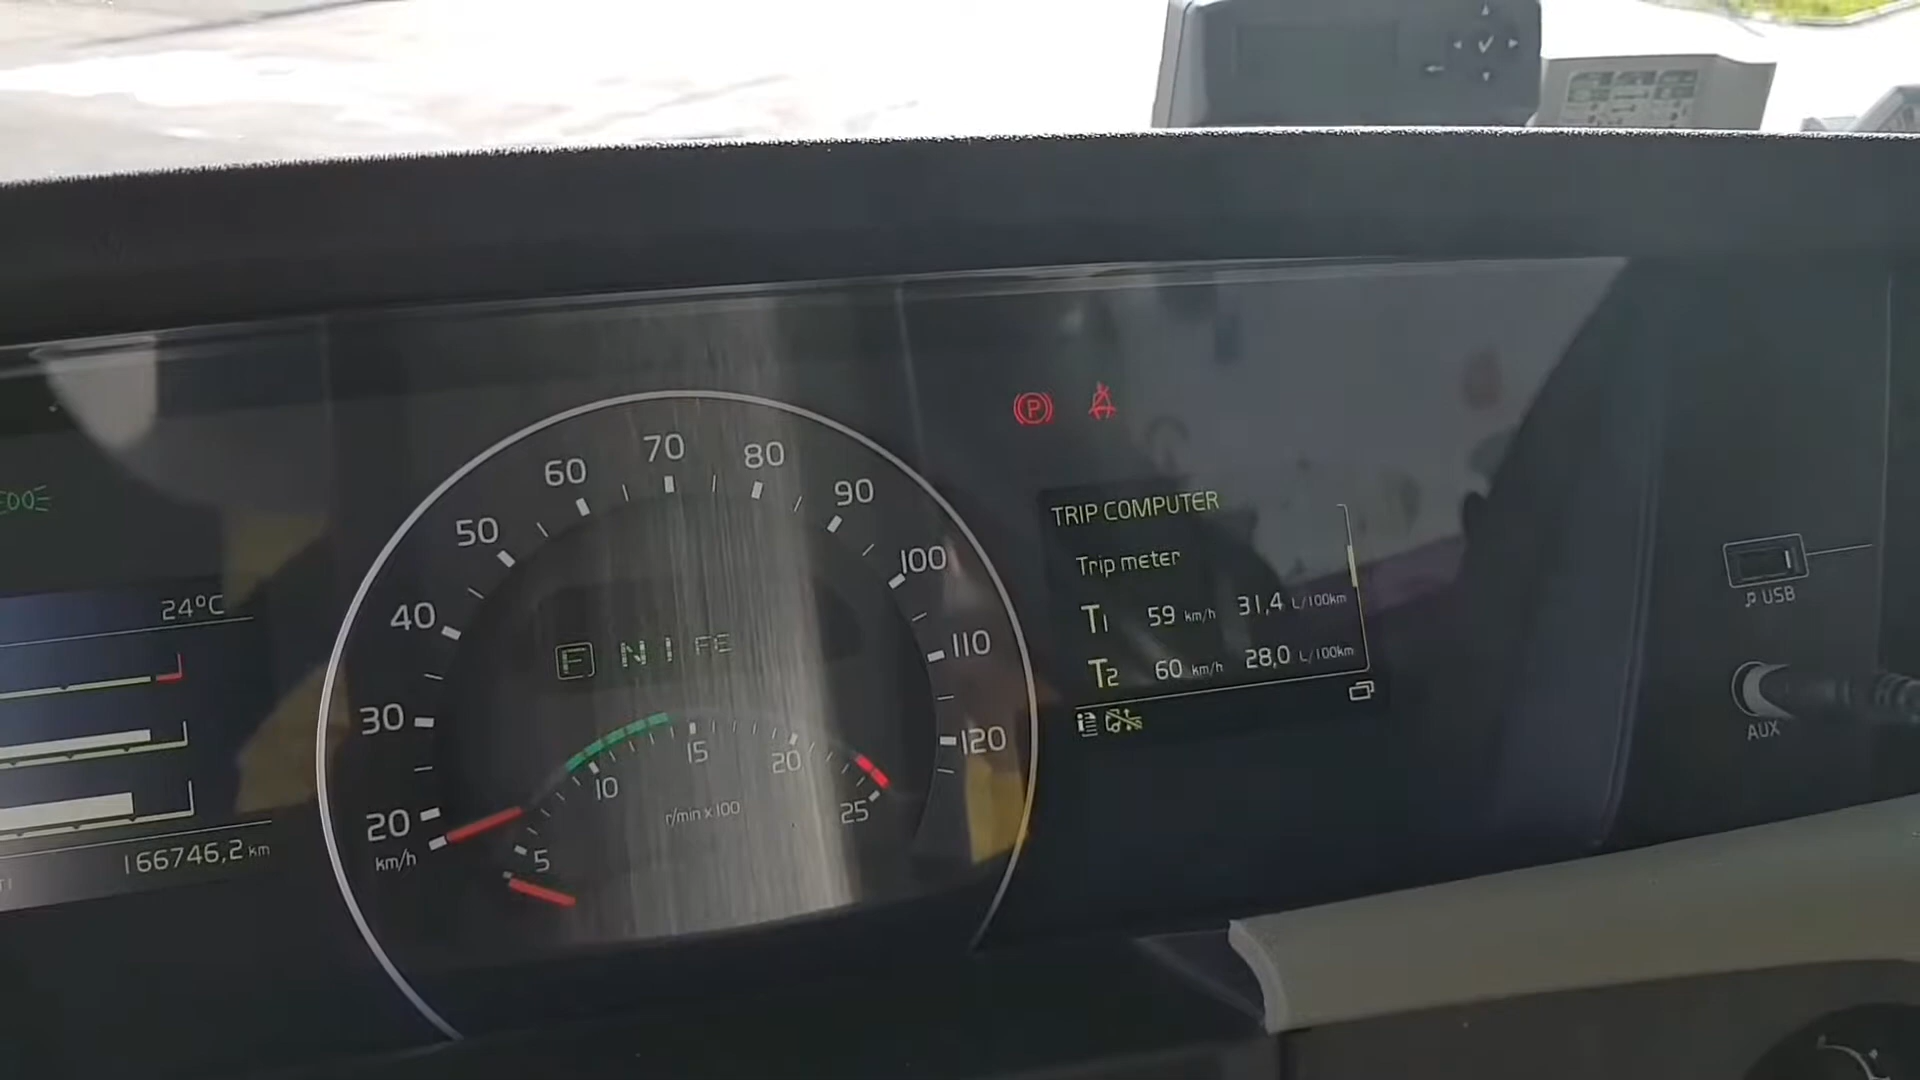 24°C
166746,2 km
20
30
40
50
60
70
80
90
100
110
120
km/h
E N 1 FE
5
10
15
20
25
r/min x 100
P
TRIP COMPUTER
Trip meter
T1 59 km/h 31,4 L/100km
T2 60 km/h 28,0 L/100km
USB
AUX